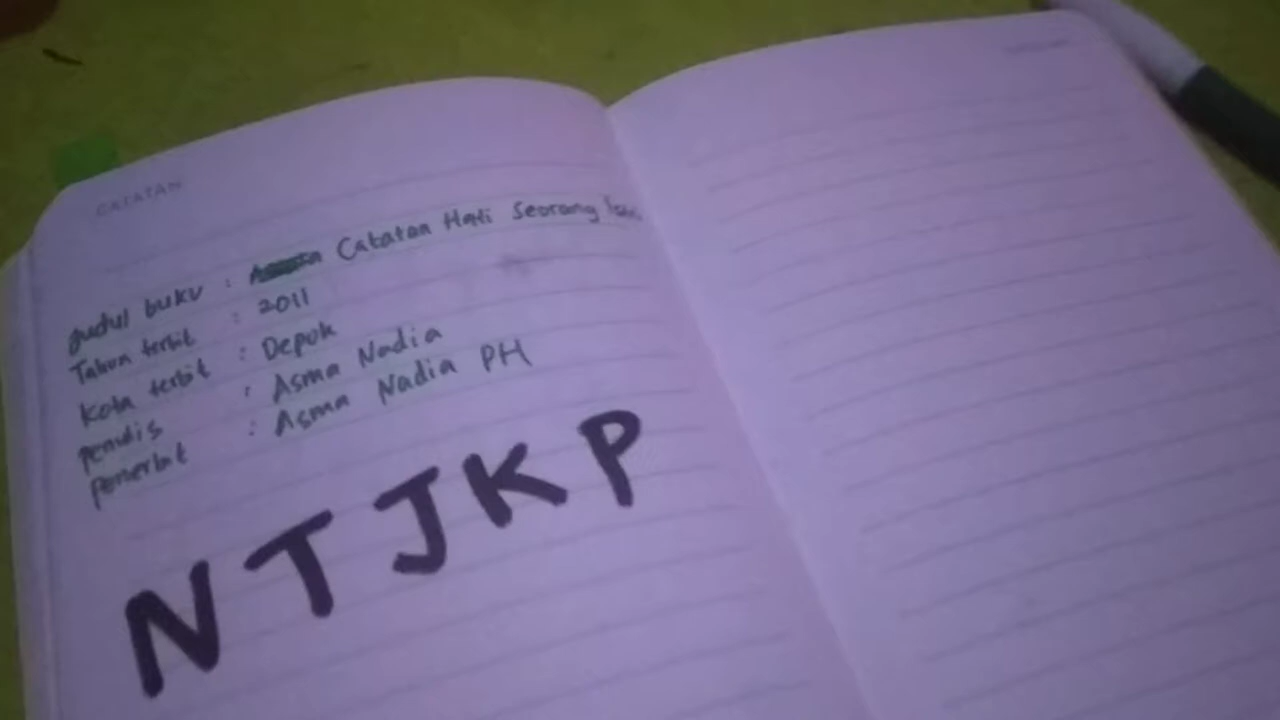 CATATAN
Judul buku : Catatan Hati Seorang
Tahun terbit : 2011
Kota terbit : Depok
penulis : Asma Nadia
penerbit : Asma Nadia PH
NTJKP